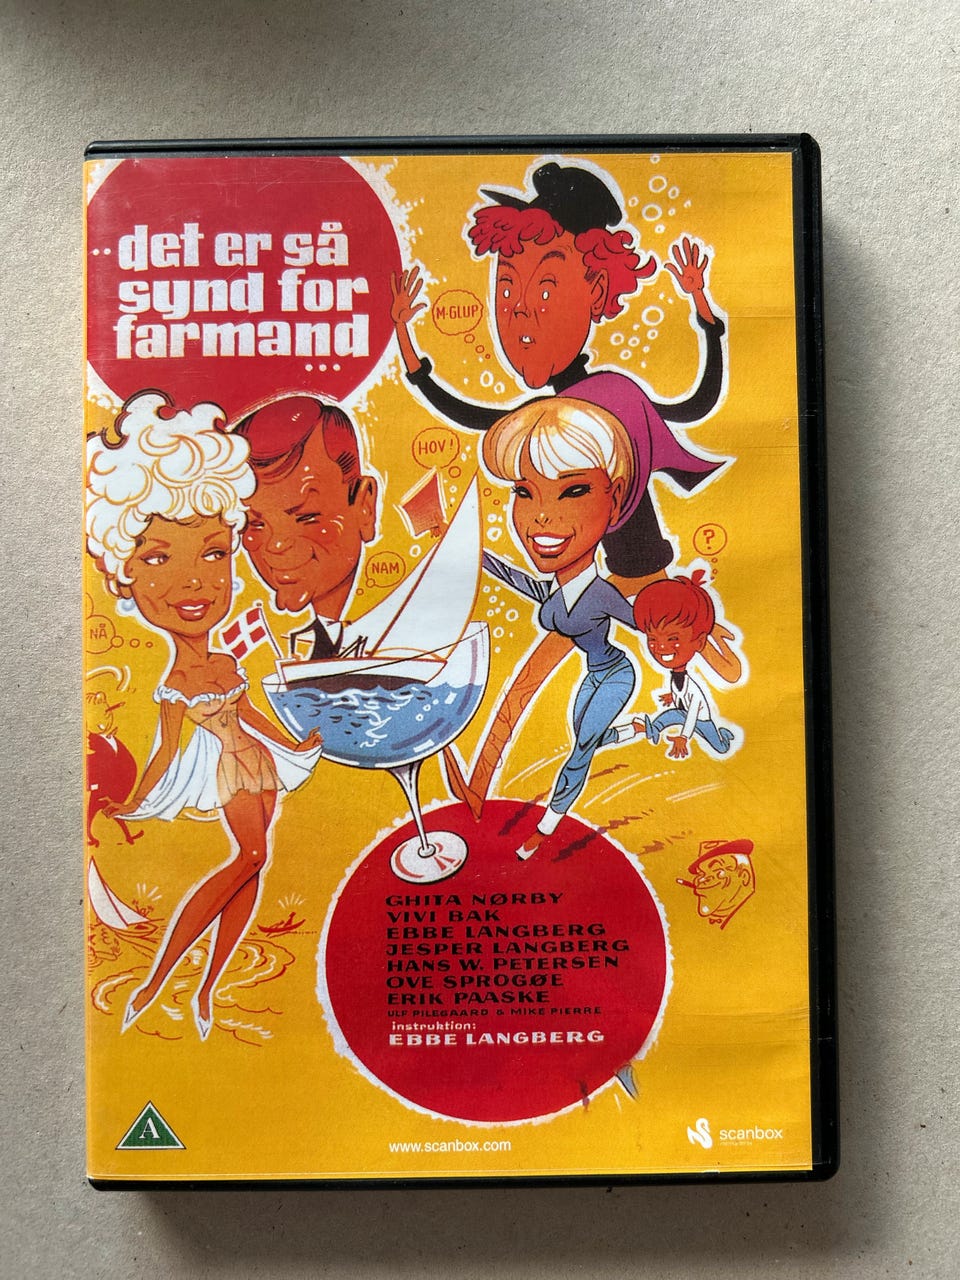 ..det er så
synd for
farmand
...
M-GLUP
HOV!
NAM
?
NÅ
GHITA NØRBY
VIVI BAK
EBBE LANGBERG
JESPER LANGBERG
HANS W. PETERSEN
OVE SPROGØE
ERIK PAASKE
ULF PILEGAARD & MIKE PIERRE
instruktion:
EBBE LANGBERG
A
www.scanbox.com
scanbox